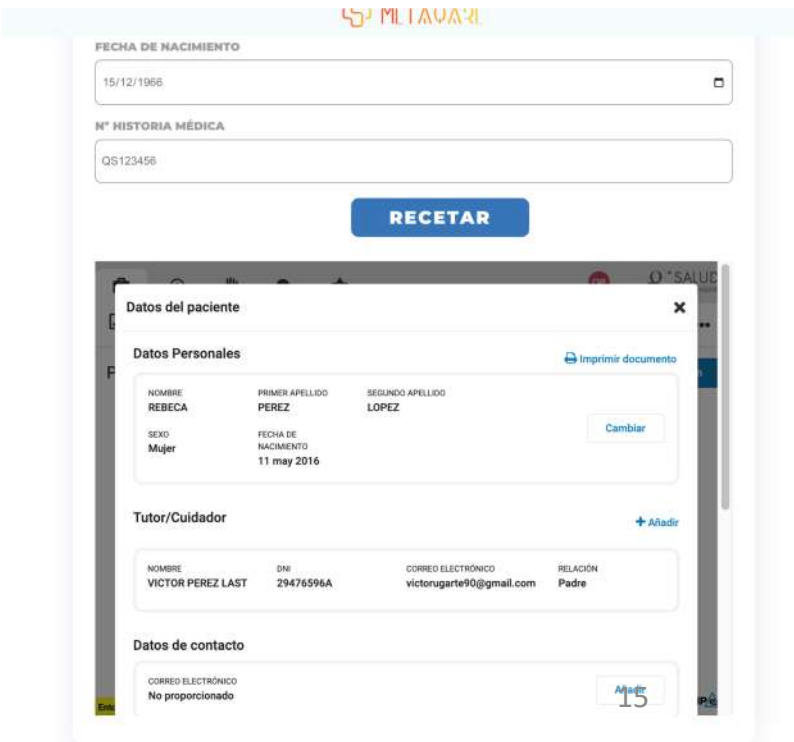 METACARE
FECHA DE NACIMIENTO
15/12/1966
Nº HISTORIA MÉDICA
QS123456
RECETAR
SALUD
Datos del paciente
Datos Personales
Imprimir documento
NOMBRE PRIMER APELLIDO SEGUNDO APELLIDO
REBECA PEREZ LOPEZ
Cambiar
SEXO FECHA DE
Mujer NACIMIENTO
11 may 2016
Tutor/Cuidador
+ Añadir
NOMBRE DNI CORREO ELECTRÓNICO RELACIÓN
VICTOR PEREZ LAST 29476596A victorugarte90@gmail.com Padre
Datos de contacto
CORREO ELECTRÓNICO
No proporcionado
Añadir
15